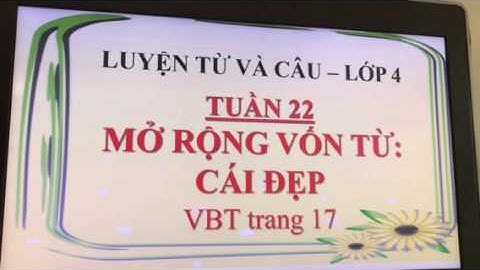 LUYỆN TỪ VÀ CÂU – LỚP 4
TUẦN 22
MỞ RỘNG VỐN TỪ:
CÁI ĐẸP
VBT trang 17